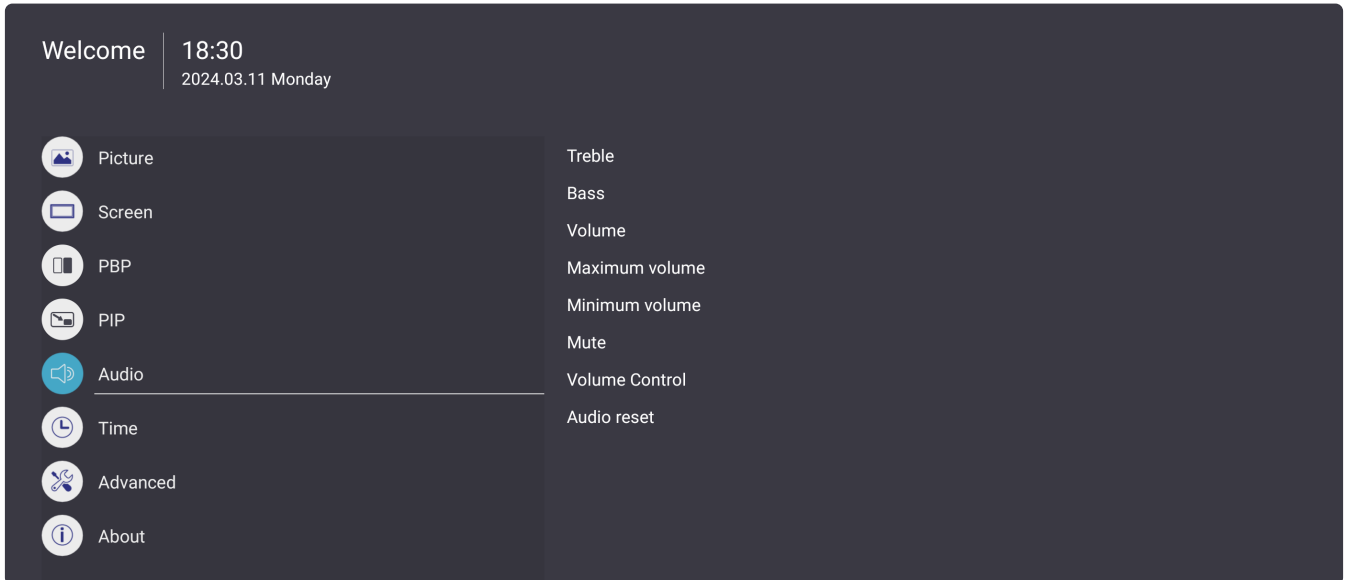 Welcome
18:30
2024.03.11 Monday
Picture
Screen
PBP
PIP
Audio
Time
Advanced
About
Treble
Bass
Volume
Maximum volume
Minimum volume
Mute
Volume Control
Audio reset